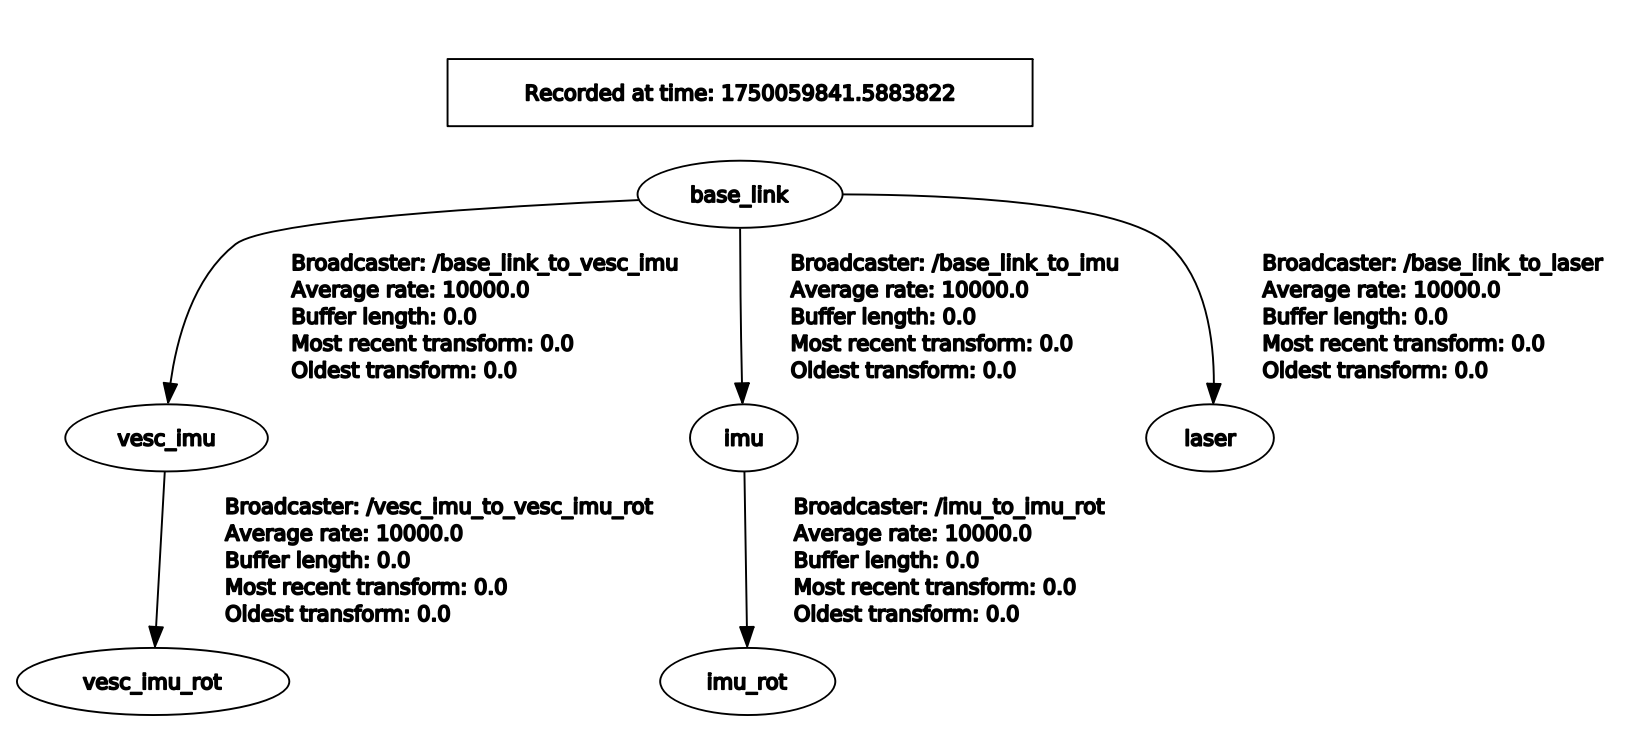 Recorded at time: 1750059841.5883822
base_link
Broadcaster: /base_link_to_vesc_imu
Average rate: 10000.0
Buffer length: 0.0
Most recent transform: 0.0
Oldest transform: 0.0
Broadcaster: /base_link_to_imu
Average rate: 10000.0
Buffer length: 0.0
Most recent transform: 0.0
Oldest transform: 0.0
Broadcaster: /base_link_to_laser
Average rate: 10000.0
Buffer length: 0.0
Most recent transform: 0.0
Oldest transform: 0.0
vesc_imu
imu
laser
Broadcaster: /vesc_imu_to_vesc_imu_rot
Average rate: 10000.0
Buffer length: 0.0
Most recent transform: 0.0
Oldest transform: 0.0
Broadcaster: /imu_to_imu_rot
Average rate: 10000.0
Buffer length: 0.0
Most recent transform: 0.0
Oldest transform: 0.0
vesc_imu_rot
imu_rot